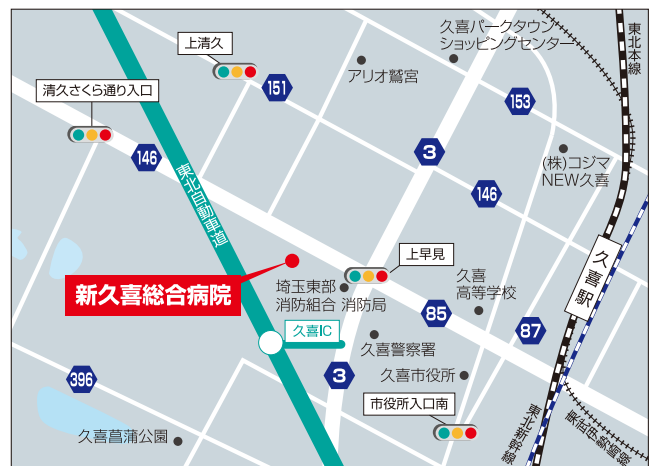 久喜パークタウン
ショッピングセンター
東北本線
上清久
アリオ鷲宮
清久さくら通り入口
151
153
3
146
(株)コジマ
NEW久喜
146
東北自動車道
上早見
久喜駅
新久喜総合病院
埼玉東部
消防組合 消防局
久喜
高等学校
85
久喜IC
87
久喜警察署
3
久喜市役所
396
市役所入口南
久喜菖蒲公園
東北新幹線
東武伊勢崎線